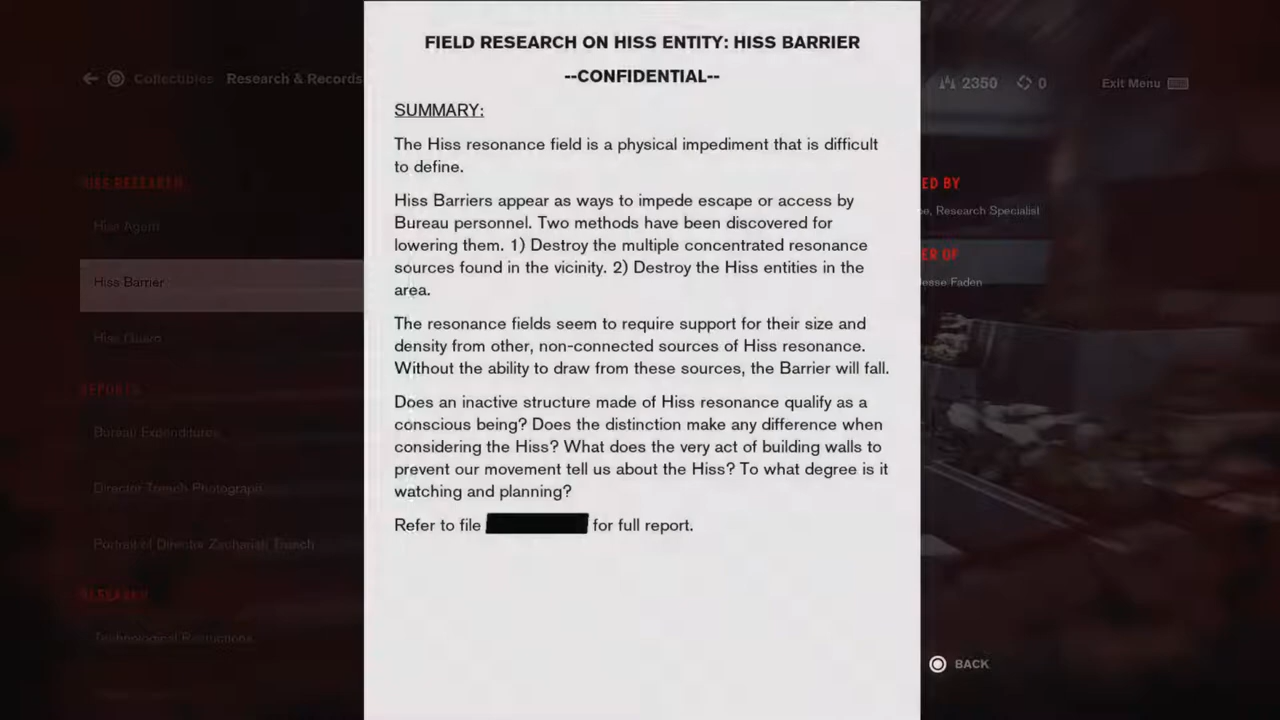 FIELD RESEARCH ON HISS ENTITY: HISS BARRIER
--CONFIDENTIAL--
← Collectibles Research & Records
2350 0 Exit Menu
SUMMARY:
The Hiss resonance field is a physical impediment that is difficult
to define.
HISS RESEARCH
ED BY
Hiss Barriers appear as ways to impede escape or access by
Bureau personnel. Two methods have been discovered for
lowering them. 1) Destroy the multiple concentrated resonance
sources found in the vicinity. 2) Destroy the Hiss entities in the
area.
Hiss Agent
, Research Specialist
ER OF
Hiss Barrier
esse Faden
The resonance fields seem to require support for their size and
density from other, non-connected sources of Hiss resonance.
Without the ability to draw from these sources, the Barrier will fall.
Hiss Guard
REPORTS
Does an inactive structure made of Hiss resonance qualify as a
conscious being? Does the distinction make any difference when
considering the Hiss? What does the very act of building walls to
prevent our movement tell us about the Hiss? To what degree is it
watching and planning?
Bureau Expenditures
Director Trench Photograph
Refer to file for full report.
Portrait of Director Zachariah Trench
RESEARCH
Technological Restrictions
BACK